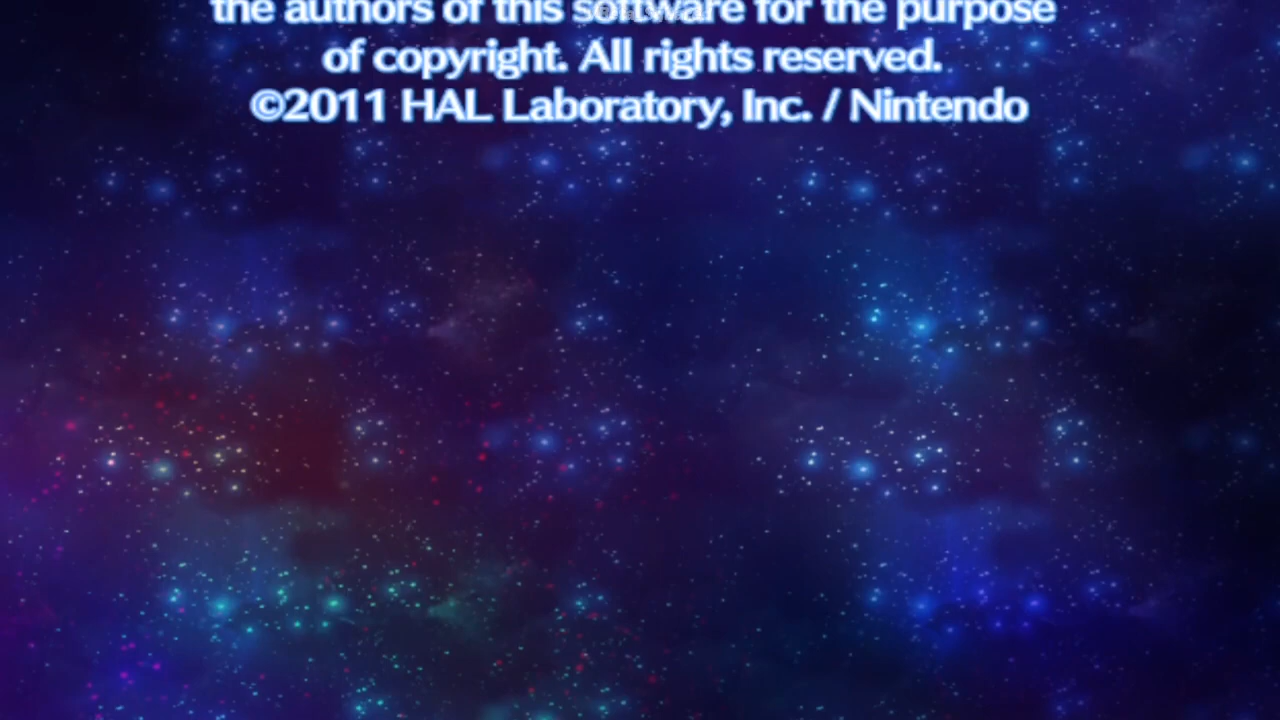 the authors of this software for the purpose
of copyright. All rights reserved.
©2011 HAL Laboratory, Inc. / Nintendo